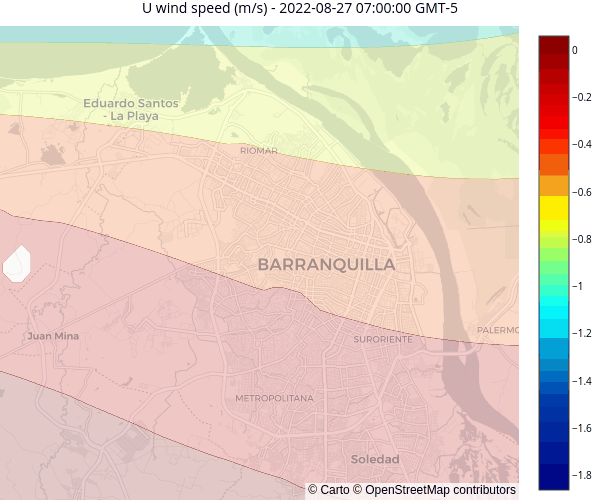 U wind speed (m/s) - 2022-08-27 07:00:00 GMT-5
Eduardo Santos
- La Playa
RIOMAR
BARRANQUILLA
PALERMO
Juan Mina
SURORIENTE
METROPOLITANA
Soledad
© Carto © OpenStreetMap contributors
0
−0.2
−0.4
−0.6
−0.8
−1
−1.2
−1.4
−1.6
−1.8